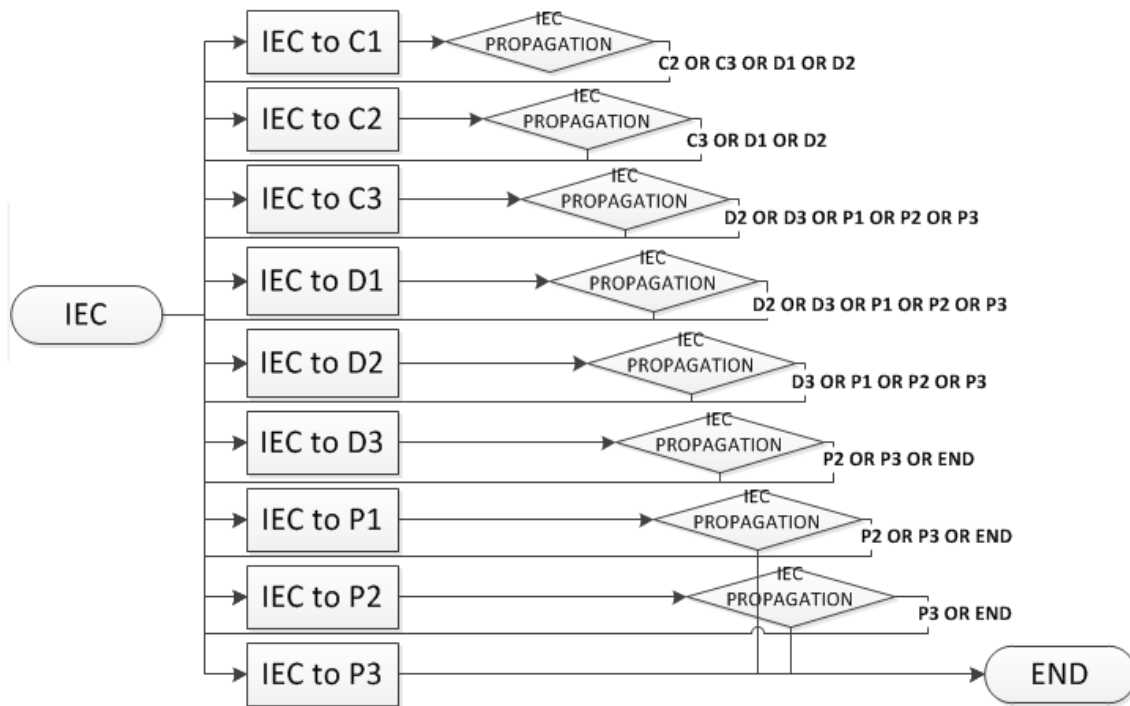 IEC to C1
IEC
PROPAGATION
C2 OR C3 OR D1 OR D2
IEC to C2
IEC
PROPAGATION
C3 OR D1 OR D2
IEC to C3
IEC
PROPAGATION
D2 OR D3 OR P1 OR P2 OR P3
IEC to D1
IEC
PROPAGATION
D2 OR D3 OR P1 OR P2 OR P3
IEC
IEC to D2
IEC
PROPAGATION
D3 OR P1 OR P2 OR P3
IEC to D3
IEC
PROPAGATION
P2 OR P3 OR END
IEC to P1
IEC
PROPAGATION
P2 OR P3 OR END
IEC to P2
IEC
PROPAGATION
P3 OR END
IEC to P3
END